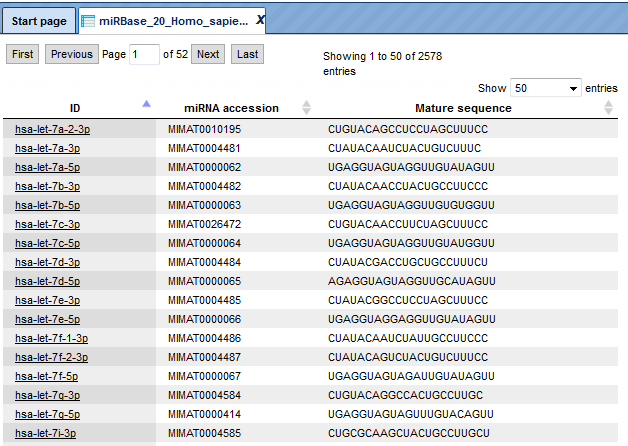 Start page miRBase_20_Homo_sapie... X
First Previous Page 1 of 52 Next Last
Showing 1 to 50 of 2578
entries
Show 50 entries
ID miRNA accession Mature sequence
hsa-let-7a-2-3p MIMAT0010195 CUGUACAGCCUCCUAGCUUUCC
hsa-let-7a-3p MIMAT0004481 CUAUACAAUCUACUGUCUUUC
hsa-let-7a-5p MIMAT0000062 UGAGGUAGUAGGUUGUAUAGUU
hsa-let-7b-3p MIMAT0004482 CUAUACAACCUACUGCCUUCCC
hsa-let-7b-5p MIMAT0000063 UGAGGUAGUAGGUUGUGUGGUU
hsa-let-7c-3p MIMAT0026472 CUGUACAACCUUCUAGCUUUCC
hsa-let-7c-5p MIMAT0000064 UGAGGUAGUAGGUUGUAUGGUU
hsa-let-7d-3p MIMAT0004484 CUAUACGACCUGCUGCCUUUCU
hsa-let-7d-5p MIMAT0000065 AGAGGUAGUAGGUUGCAUAGUU
hsa-let-7e-3p MIMAT0004485 CUAUACGGCCUCCUAGCUUUCC
hsa-let-7e-5p MIMAT0000066 UGAGGUAGGAGGUUGUAUAGUU
hsa-let-7f-1-3p MIMAT0004486 CUAUACAAUCUAUUGCCUUCCC
hsa-let-7f-2-3p MIMAT0004487 CUAUACAGUCUACUGUCUUUCC
hsa-let-7f-5p MIMAT0000067 UGAGGUAGUAGAUUGUAUAGUU
hsa-let-7g-3p MIMAT0004584 CUGUACAGGCCACUGCCUUGC
hsa-let-7g-5p MIMAT0000414 UGAGGUAGUAGUUUGUACAGUU
hsa-let-7i-3p MIMAT0004585 CUGCGCAAGCUACUGCCUUGCU